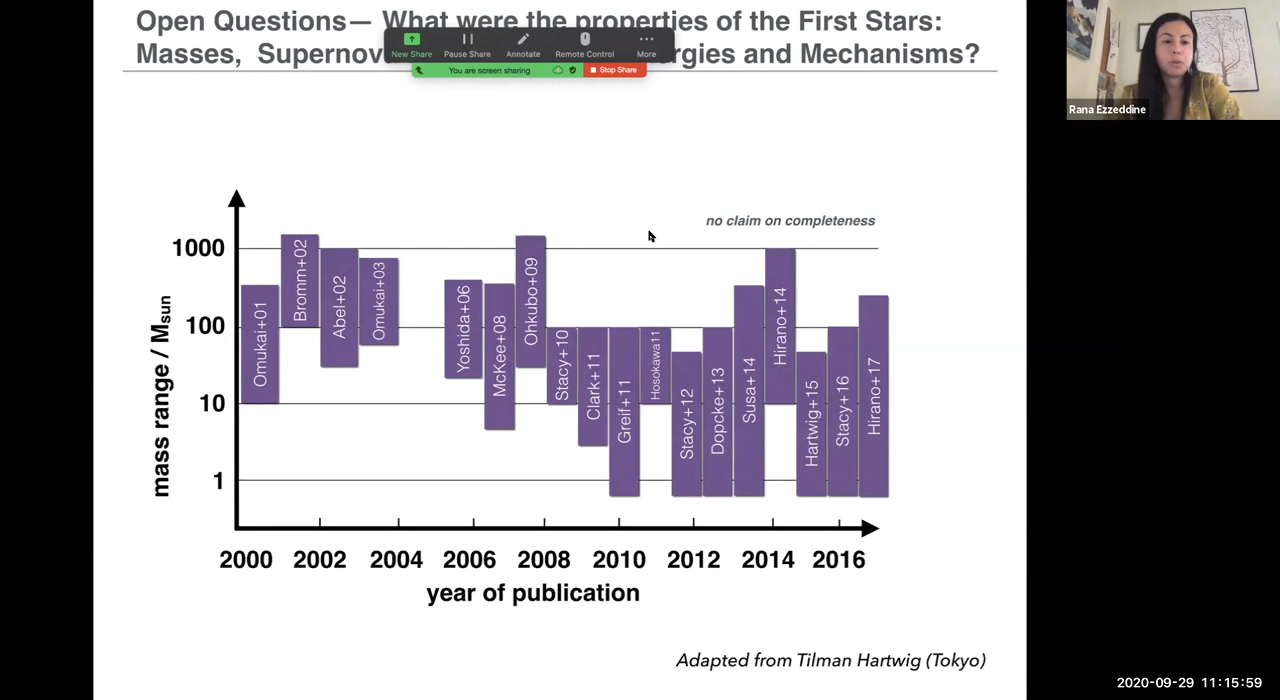 Open Questions— What were the properties of the First Stars:
Masses, Supernov rgies and Mechanisms?
New Share
Pause Share
Annotate
Remote Control
More
You are screen sharing
Stop Share
Rana Ezzeddine
no claim on completeness
mass range / Msun
1000
100
10
1
Omukai+01
Bromm+02
Abel+02
Omukai+03
Yoshida+06
McKee+08
Ohkubo+09
Stacy+10
Clark+11
Greif+11
Hosokawa11
Stacy+12
Dopcke+13
Susa+14
Hirano+14
Hartwig+15
Stacy+16
Hirano+17
2000 2002 2004 2006 2008 2010 2012 2014 2016
year of publication
Adapted from Tilman Hartwig (Tokyo)
2020-09-29 11:15:59